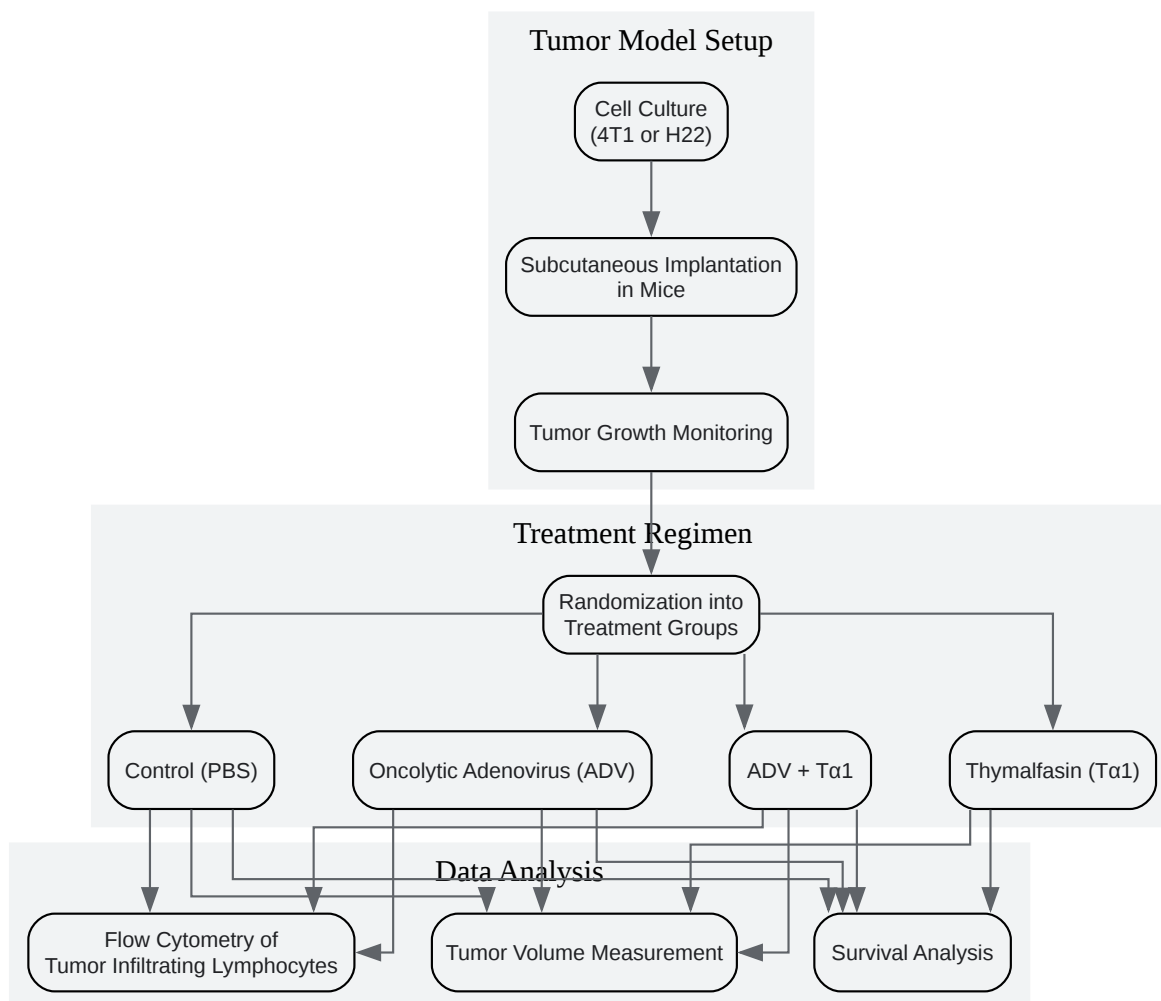 Tumor Model Setup
Cell Culture
(4T1 or H22)
Subcutaneous Implantation
in Mice
Tumor Growth Monitoring
Treatment Regimen
Randomization into
Treatment Groups
Control (PBS)
Oncolytic Adenovirus (ADV)
ADV + Tα1
Thymalfasin (Tα1)
Data Analysis
Flow Cytometry of
Tumor Infiltrating Lymphocytes
Tumor Volume Measurement
Survival Analysis